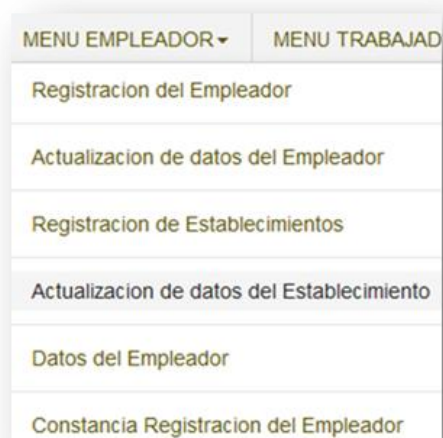 MENU EMPLEADOR MENU TRABAJAD
Registracion del Empleador
Actualizacion de datos del Empleador
Registracion de Establecimientos
Actualizacion de datos del Establecimiento
Datos del Empleador
Constancia Registracion del Empleador